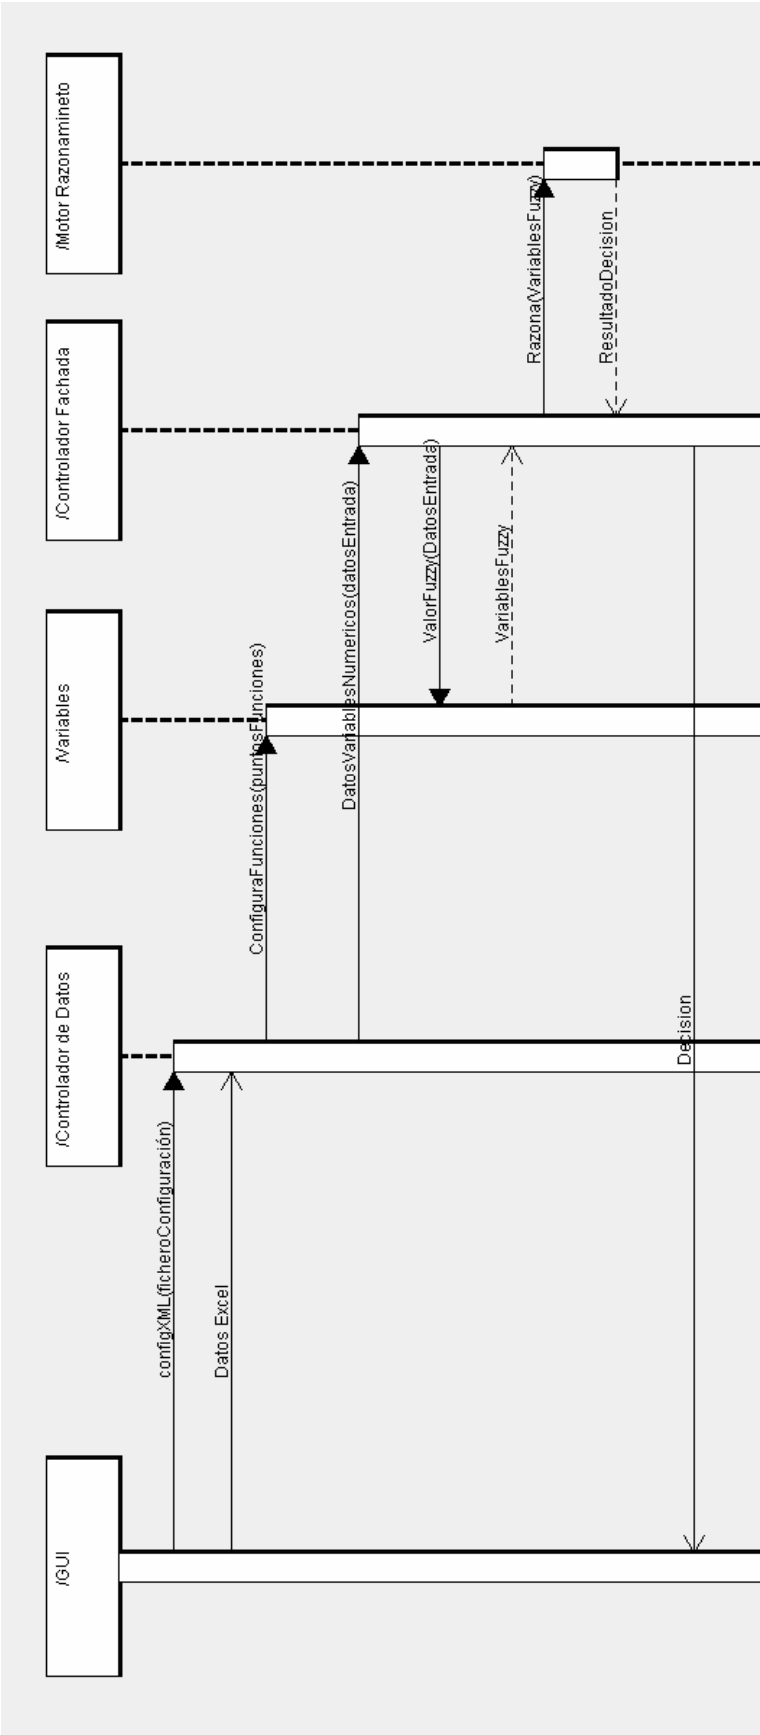 /GUI
/Controlador de Datos
/Variables
/Controlador Fachada
/Motor Razonamineto
configXML(ficheroConfiguración)
Datos Excel
ConfiguraFunciones(puntosFunciones)
DatosVariablesNumericos(datosEntrada)
ValorFuzzy(DatosEntrada)
VariablesFuzzy
Razona(VariablesFuzzy)
ResultadoDecision
Decision